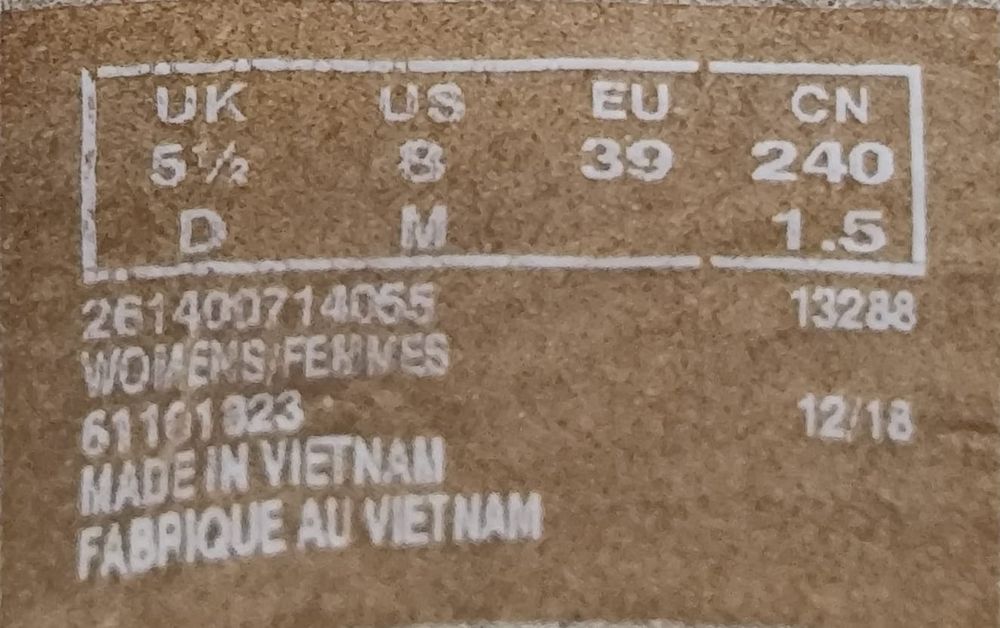 UK US EU CN
5½ 8 39 240
D M 1.5
261400714055 13288
WOMENS/FEMMES
61101823 12/18
MADE IN VIETNAM
FABRIQUE AU VIETNAM